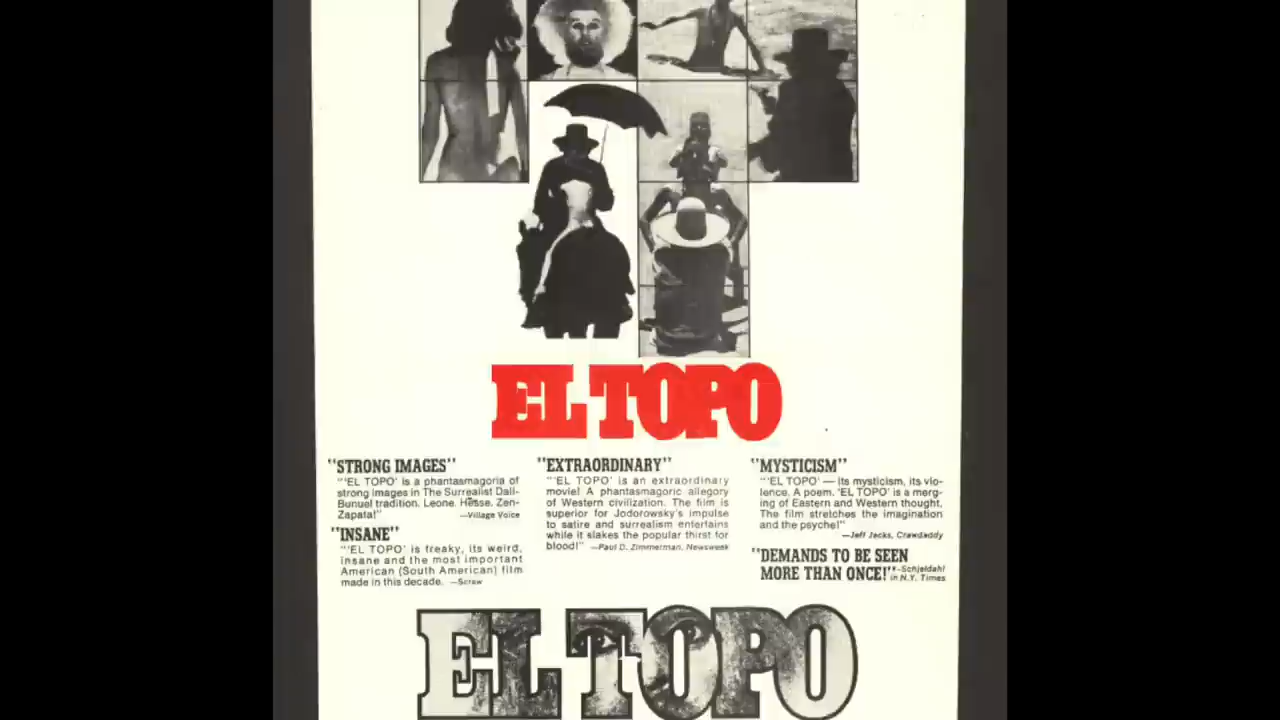 EL TOPO
"STRONG IMAGES"
"'EL TOPO' is a phantasmagoria of
strong images in The Surrealist Dali-
Bunuel tradition. Leone. Hesse. Zen-
Zapata!" —Village Voice
"INSANE"
"'EL TOPO' is freaky, its weird,
insane and the most important
American (South American) film
made in this decade. —Screw
"EXTRAORDINARY"
"'EL TOPO' is an extraordinary
movie! A phantasmagoric allegory
of Western civilization. The film is
superior for Jodorowsky's impulse
to satire and surrealism entertains
while it slakes the popular thirst for
blood!" —Paul D. Zimmerman, Newsweek
"MYSTICISM"
"'EL TOPO' — its mysticism, its vio-
lence. A poem. 'EL TOPO' is a merg-
ing of Eastern and Western thought.
The film stretches the imagination
and the psyche!"
—Jeff Jacks, Crawdaddy
"DEMANDS TO BE SEEN
MORE THAN ONCE!" -Schjeldahl
in N.Y. Times
EL TOPO